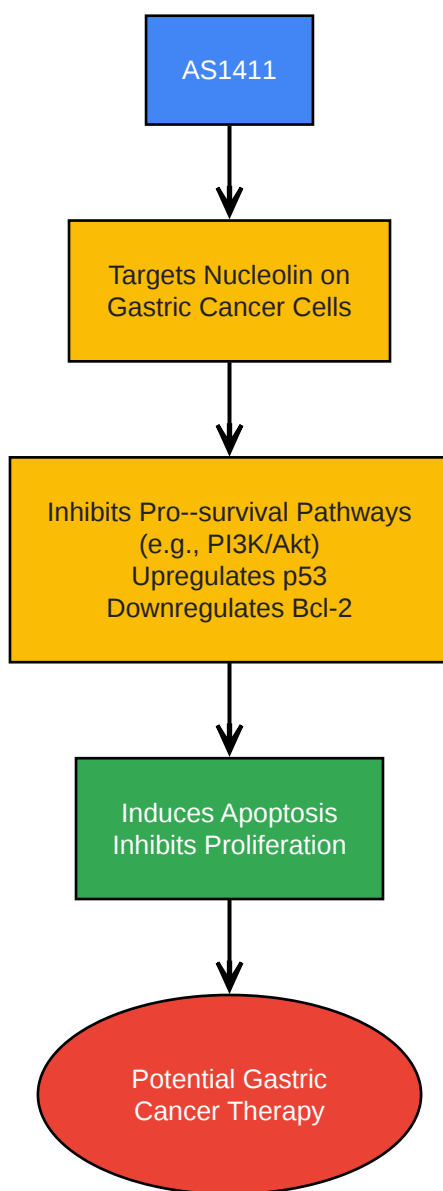 AS1411
Targets Nucleolin on
Gastric Cancer Cells
Inhibits Pro--survival Pathways
(e.g., PI3K/Akt)
Upregulates p53
Downregulates Bcl-2
Induces Apoptosis
Inhibits Proliferation
Potential Gastric
Cancer Therapy